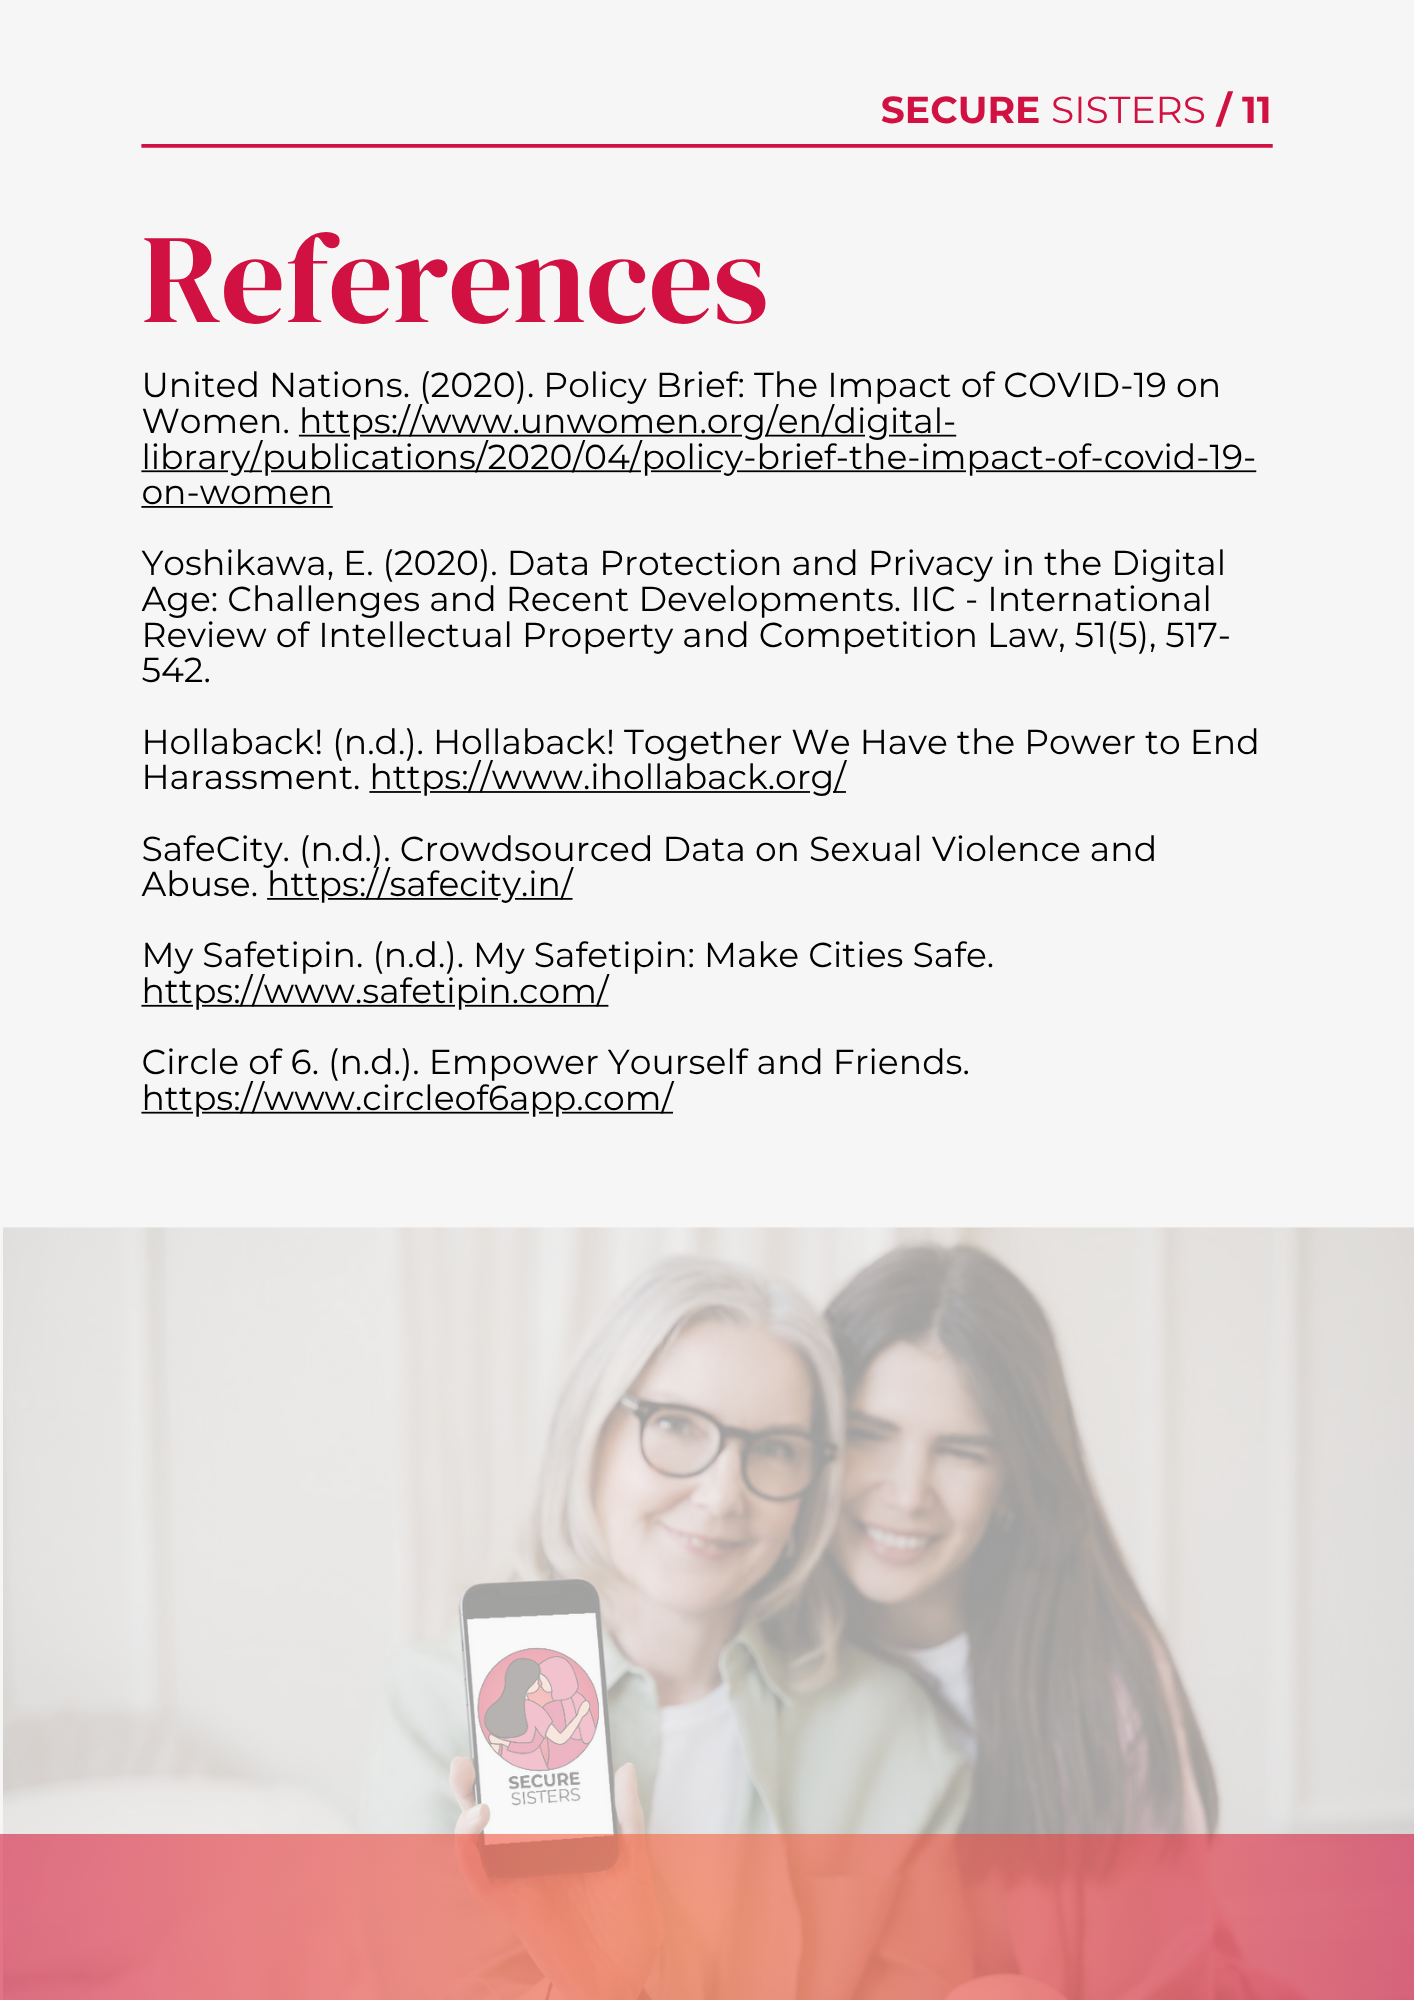 SECURE SISTERS / 11
References
United Nations. (2020). Policy Brief: The Impact of COVID-19 on
Women. https://www.unwomen.org/en/digital-
library/publications/2020/04/policy-brief-the-impact-of-covid-19-
on-women
Yoshikawa, E. (2020). Data Protection and Privacy in the Digital
Age: Challenges and Recent Developments. IIC - International
Review of Intellectual Property and Competition Law, 51(5), 517-
542.
Hollaback! (n.d.). Hollaback! Together We Have the Power to End
Harassment. https://www.ihollaback.org/
SafeCity. (n.d.). Crowdsourced Data on Sexual Violence and
Abuse. https://safecity.in/
My Safetipin. (n.d.). My Safetipin: Make Cities Safe.
https://www.safetipin.com/
Circle of 6. (n.d.). Empower Yourself and Friends.
https://www.circleof6app.com/
SECURE
SISTERS